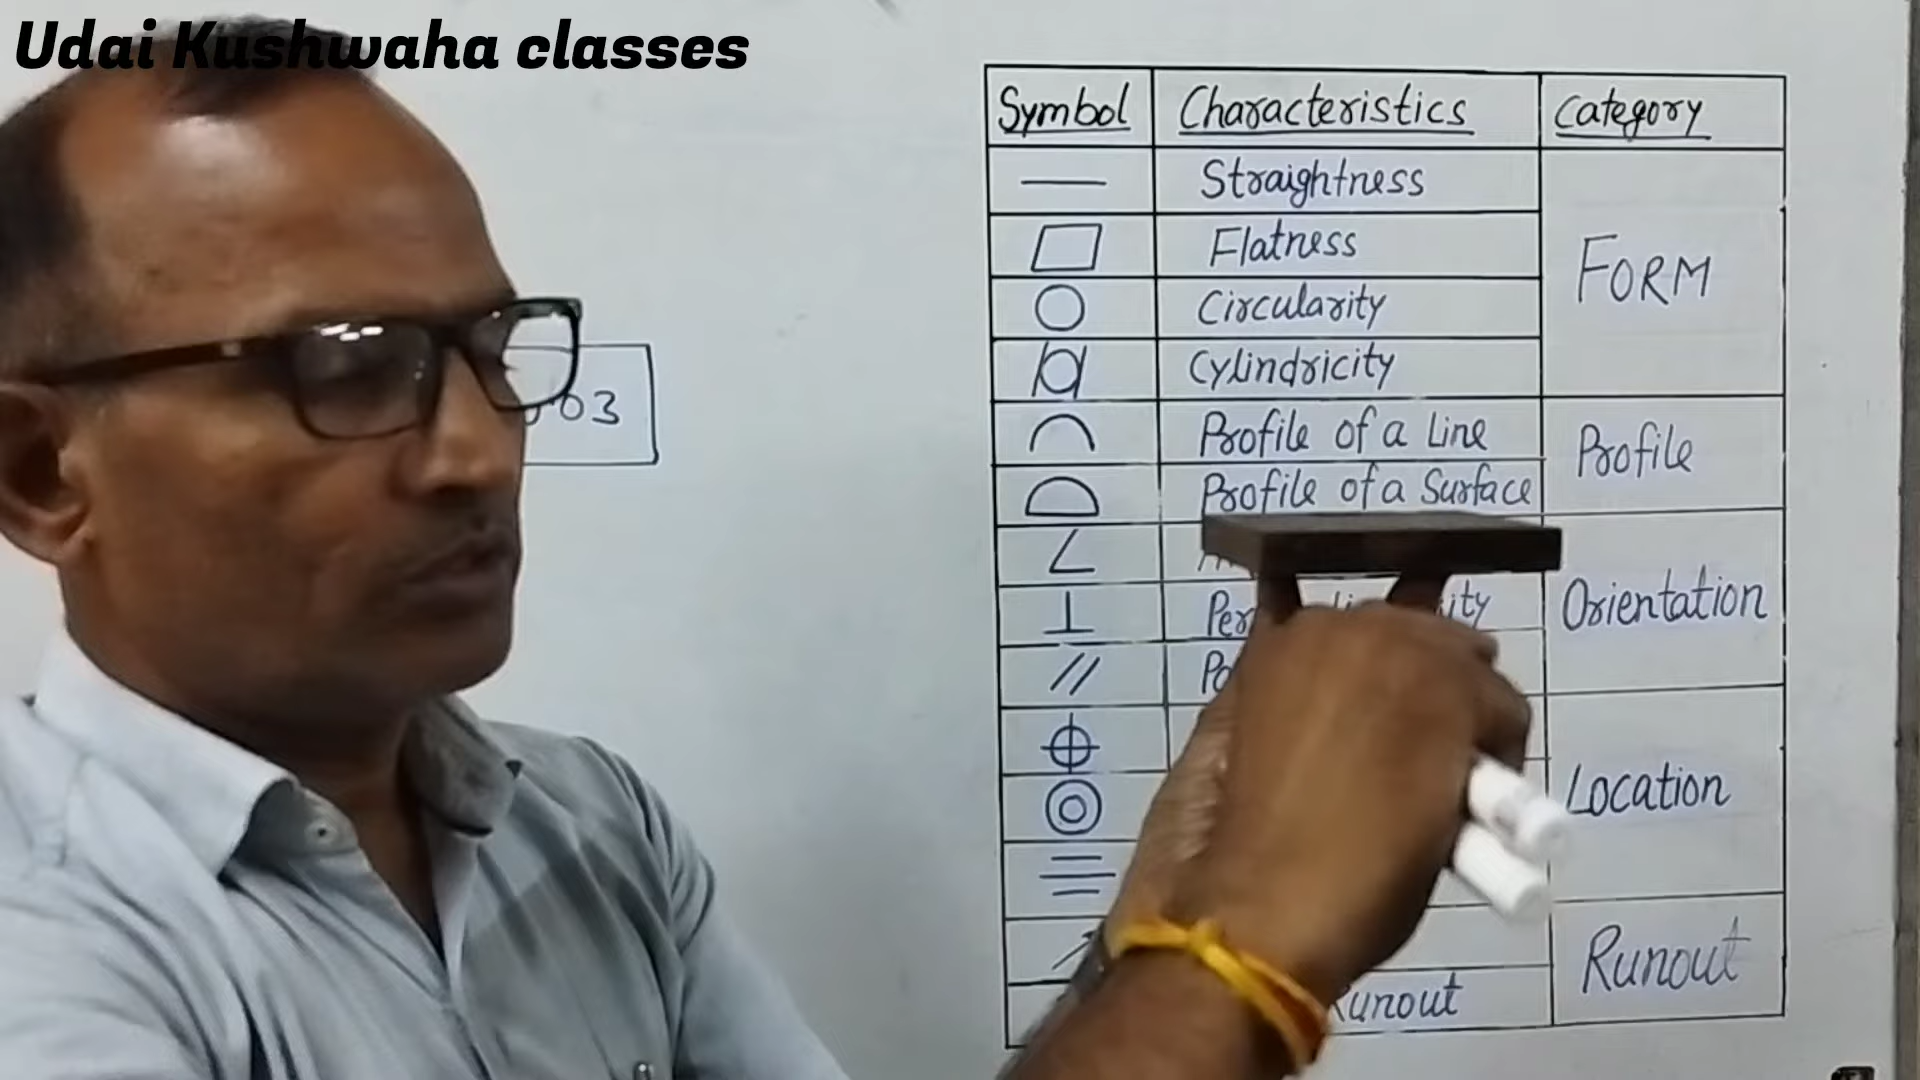 Udai Kushwaha classes
Symbol Characteristics Category
Straightness
Flatness
FORM
Circularity
Cylindricity
Profile of a Line
Profile
Profile of a Surface
Orientation
Location
Runout
Runout